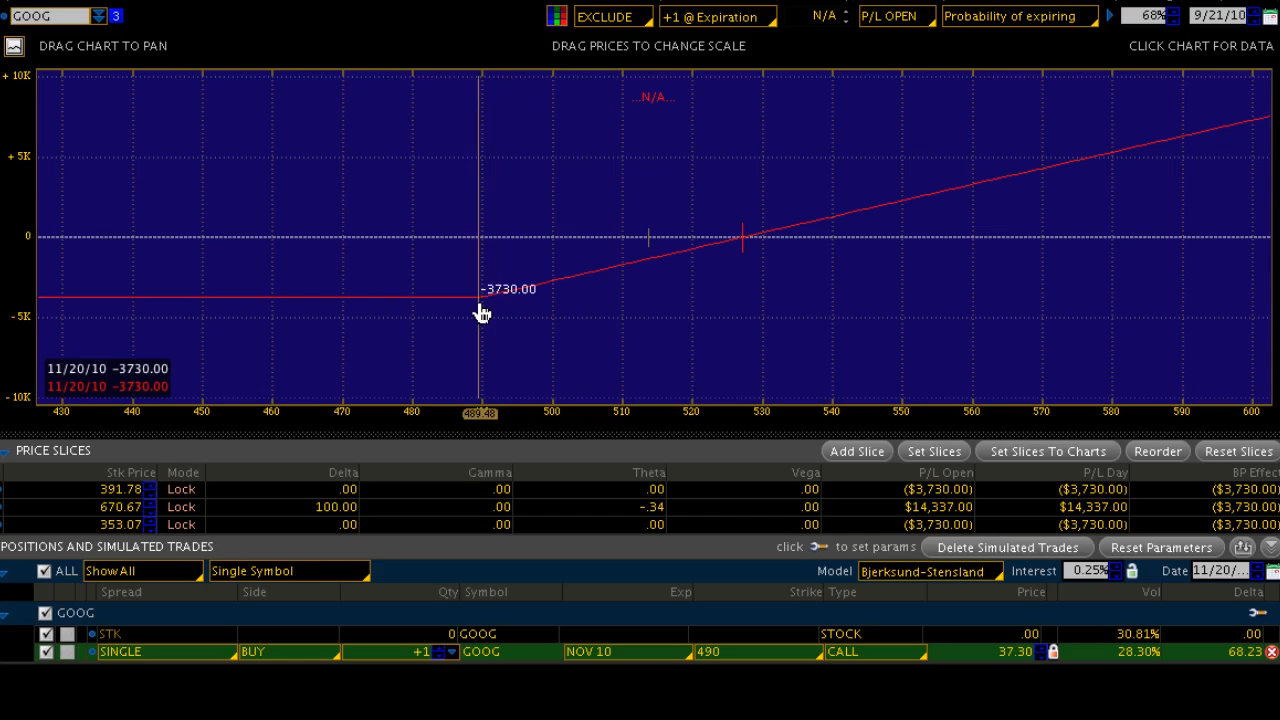 GOOG 3 EXCLUDE +1 @ Expiration N/A P/L OPEN Probability of expiring 68% 9/21/10
DRAG CHART TO PAN DRAG PRICES TO CHANGE SCALE CLICK CHART FOR DATA
+ 10K
...N/A...
+ 5K
0
-3730.00
- 5K
11/20/10 -3730.00
11/20/10 -3730.00
- 10K
430 440 450 460 470 480 489.48 500 510 520 530 540 550 560 570 580 590 600
PRICE SLICES Add Slice Set Slices Set Slices To Charts Reorder Reset Slices
Stk Price Mode Delta Gamma Theta Vega P/L Open P/L Day BP Effect
391.78 Lock .00 .00 .00 .00 ($3,730.00) ($3,730.00) ($3,730.00)
670.67 Lock 100.00 .00 -.34 .00 $14,337.00 $14,337.00 ($3,730.00)
353.07 Lock .00 .00 .00 .00 ($3,730.00) ($3,730.00) ($3,730.00)
POSITIONS AND SIMULATED TRADES click to set params Delete Simulated Trades Reset Parameters
ALL Show All Single Symbol Model Bjerksund-Stensland Interest 0.25% Date 11/20/...
Spread Side Qty Symbol Exp Strike Type Price Vol Delta
GOOG
STK 0 GOOG STOCK .00 30.81% .00
SINGLE BUY +1 GOOG NOV 10 490 CALL 37.30 28.30% 68.23